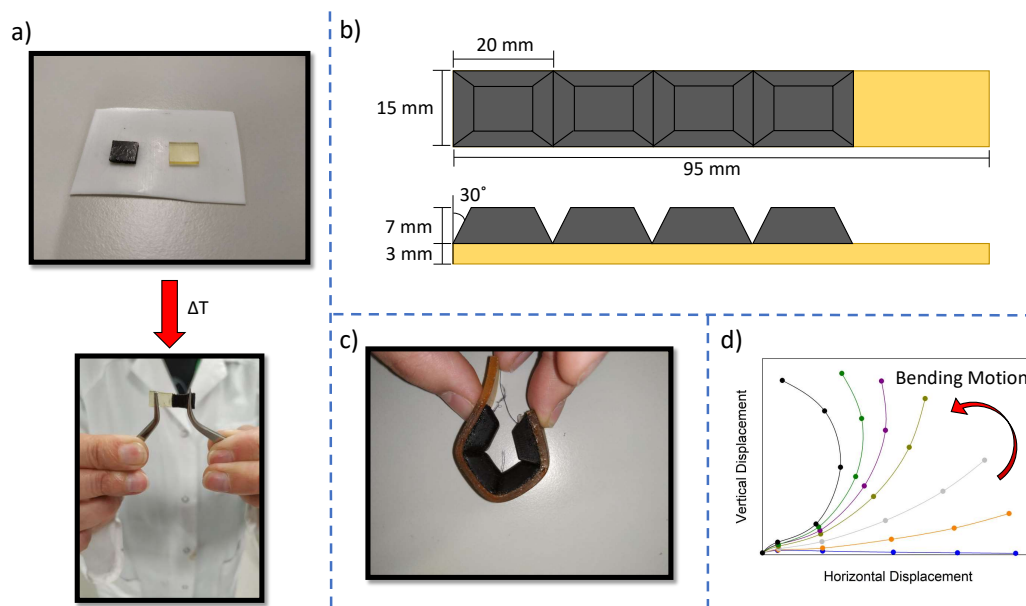 a)
ΔT
b)
20 mm
15 mm
95 mm
30°
7 mm
3 mm
c)
d)
Bending Motion
Vertical Displacement
Horizontal Displacement